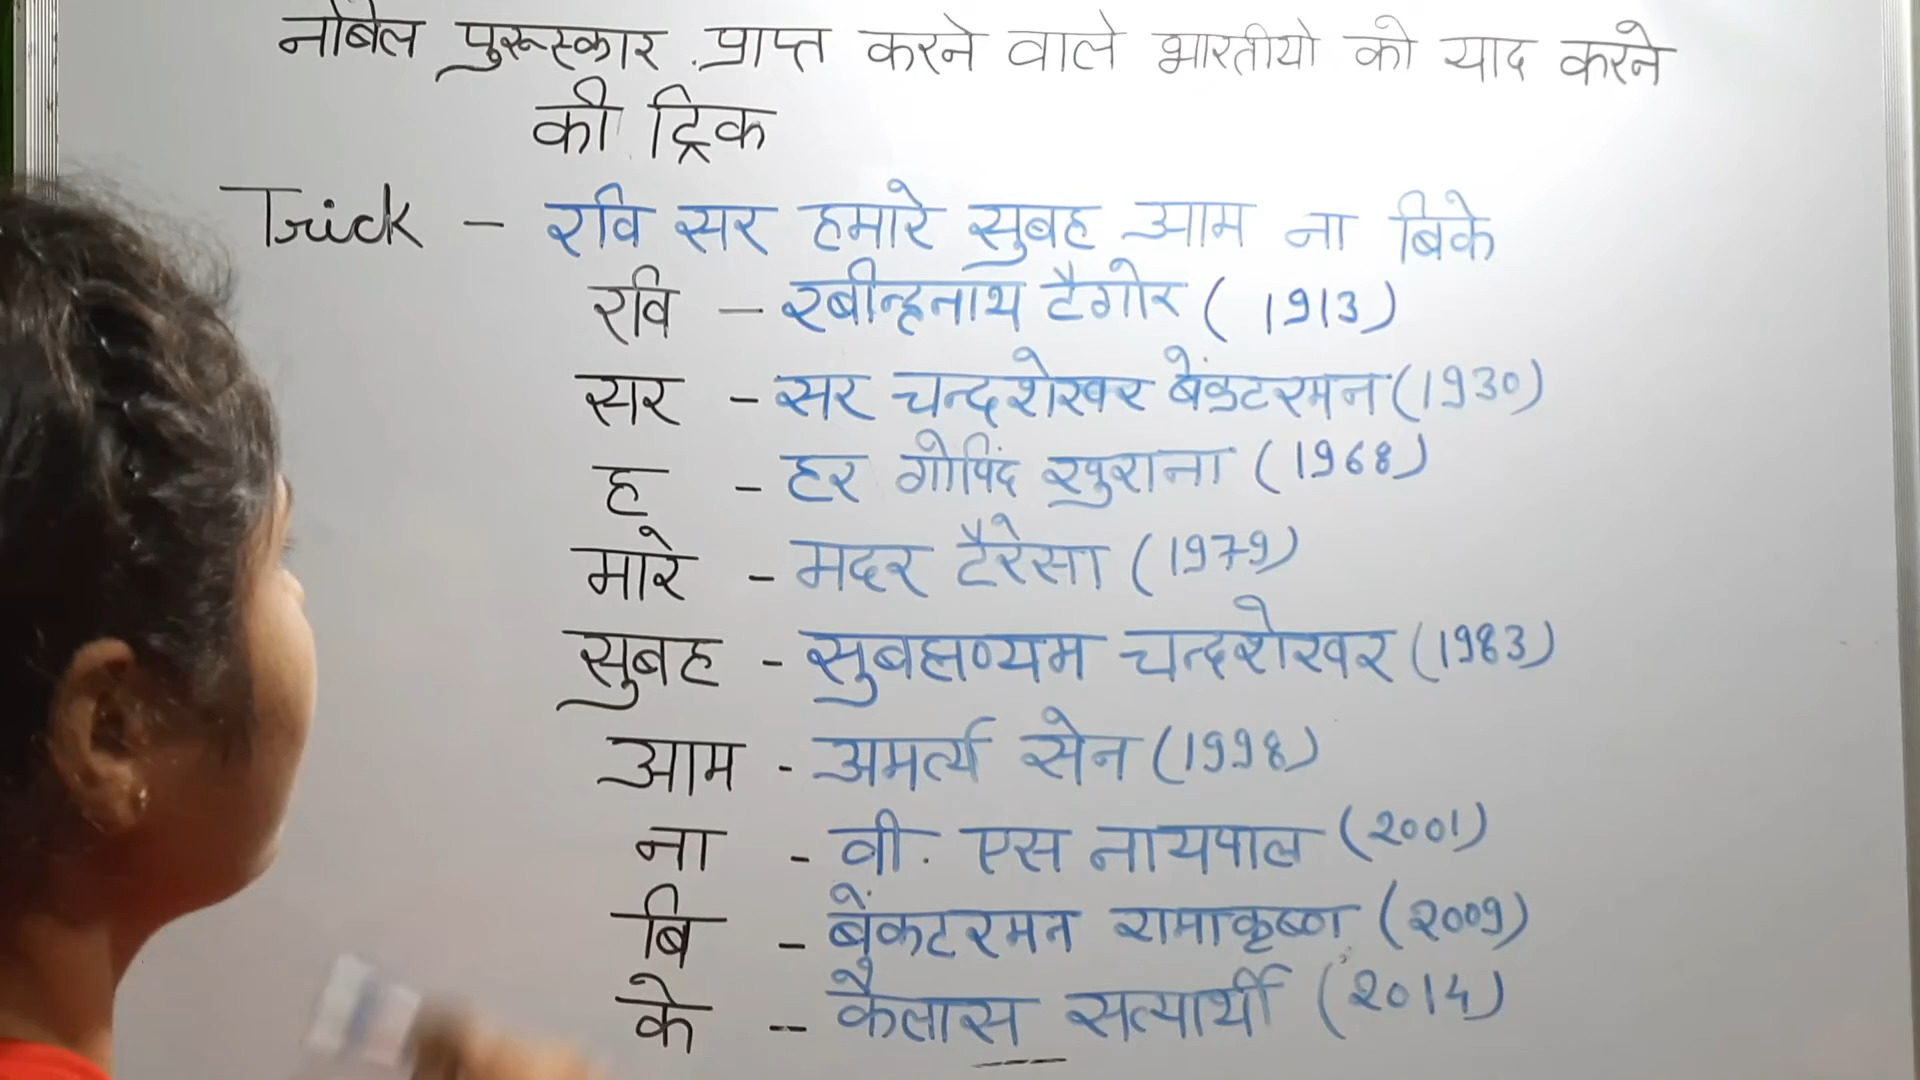 नोबेल पुरूस्कार प्राप्त करने वाले भारतीयो को याद करने
की ट्रिक
Trick - रवि सर हमारे सुबह आम ना बिके
रवि - रबीन्द्रनाथ टैगोर (1913)
सर - सर चन्द्रशेखर बेंकटरमन (1930)
ह - हर गोविंद खुराना (1968)
मारे - मदर टैरेसा (1979)
सुबह - सुबह्मण्यम चन्द्रशेखर (1983)
आम - अमर्त्य सेन (1998)
ना - वी. एस नायपाल (2001)
बि - बेंकटरमन रामाकृष्ण (2009)
के - कैलास सत्यार्थी (2014)